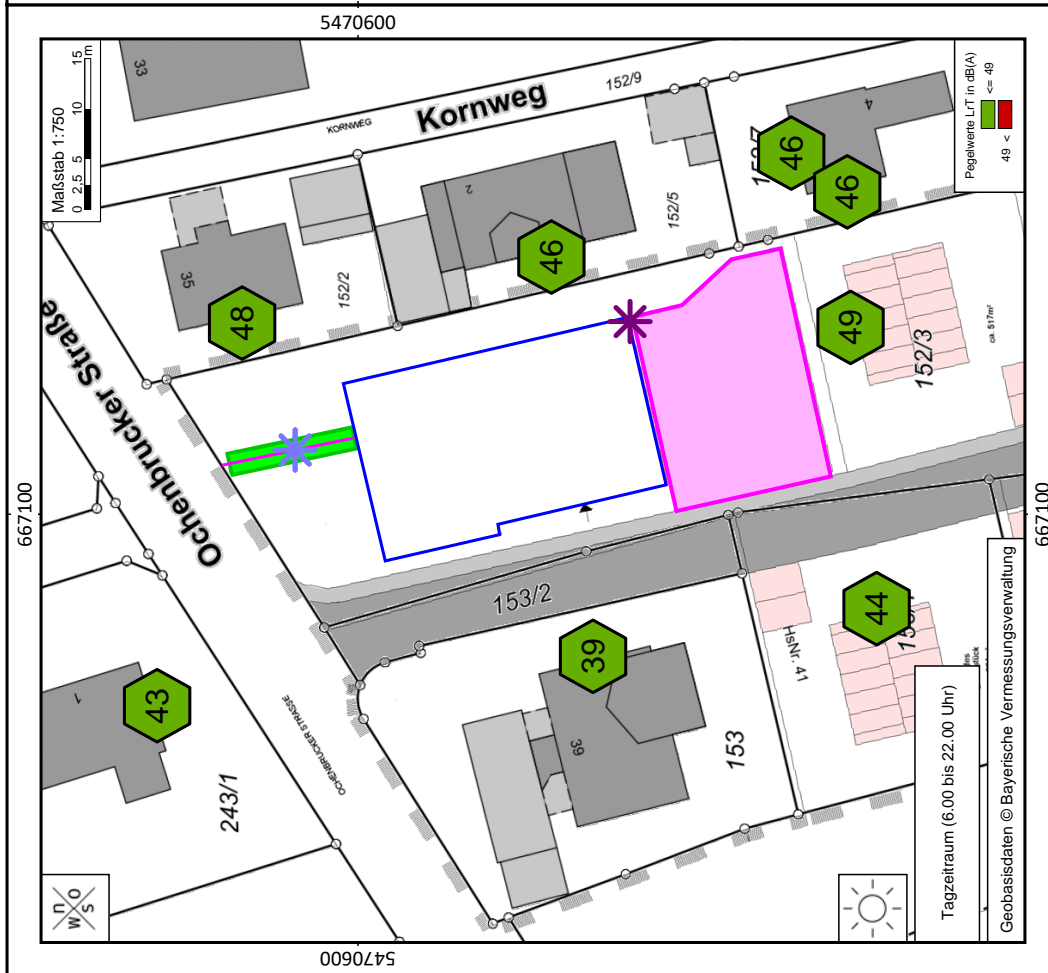 5470600
667100
667100
5470600
Maßstab 1:750
0 2,5 5 10 15
m
Pegelwerte LrT in dB(A)
<= 49
49 <
n
w o
s
Tagzeitraum (6.00 bis 22.00 Uhr)
Geobasisdaten © Bayerische Vermessungsverwaltung
Ochenbrucker Straße
OCHENBRUCKER STRASSE
Kornweg
KORNWEG
33
35
2
4
1
39
152/9
152/2
152/5
152/3
ca. 517m²
153/2
153
243/1
HsNr. 41
48
46
46
46
49
43
39
44